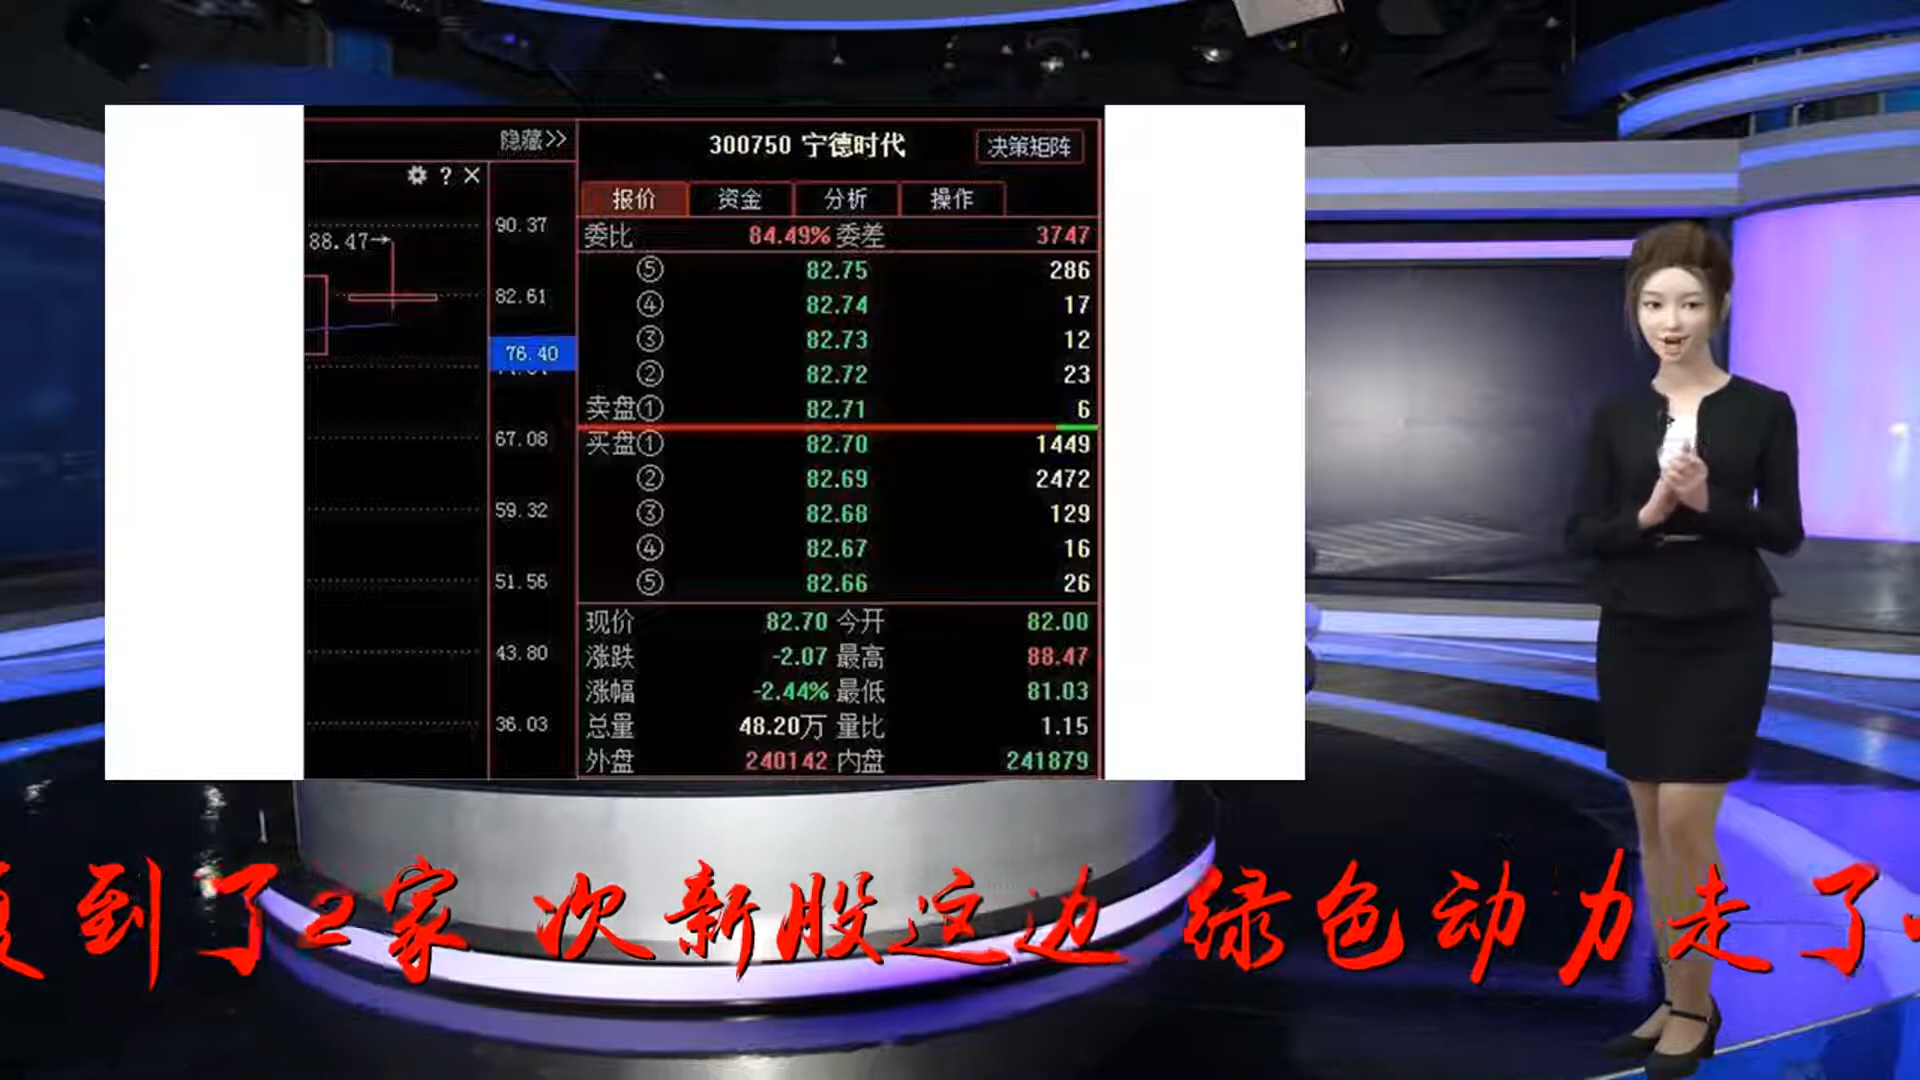 隐藏>>
300750 宁德时代
决策矩阵
? ×
报价 资金 分析 操作
90.37
88.47→
82.61
76.40
67.08
59.32
51.56
43.80
36.03
委比 84.49% 委差 3747
⑤ 82.75 286
④ 82.74 17
③ 82.73 12
② 82.72 23
卖盘① 82.71 6
买盘① 82.70 1449
② 82.69 2472
③ 82.68 129
④ 82.67 16
⑤ 82.66 26
现价 82.70 今开 82.00
涨跌 -2.07 最高 88.47
涨幅 -2.44% 最低 81.03
总量 48.20万 量比 1.15
外盘 240142 内盘 241879
到了2家 次新股这边 绿色动力走了